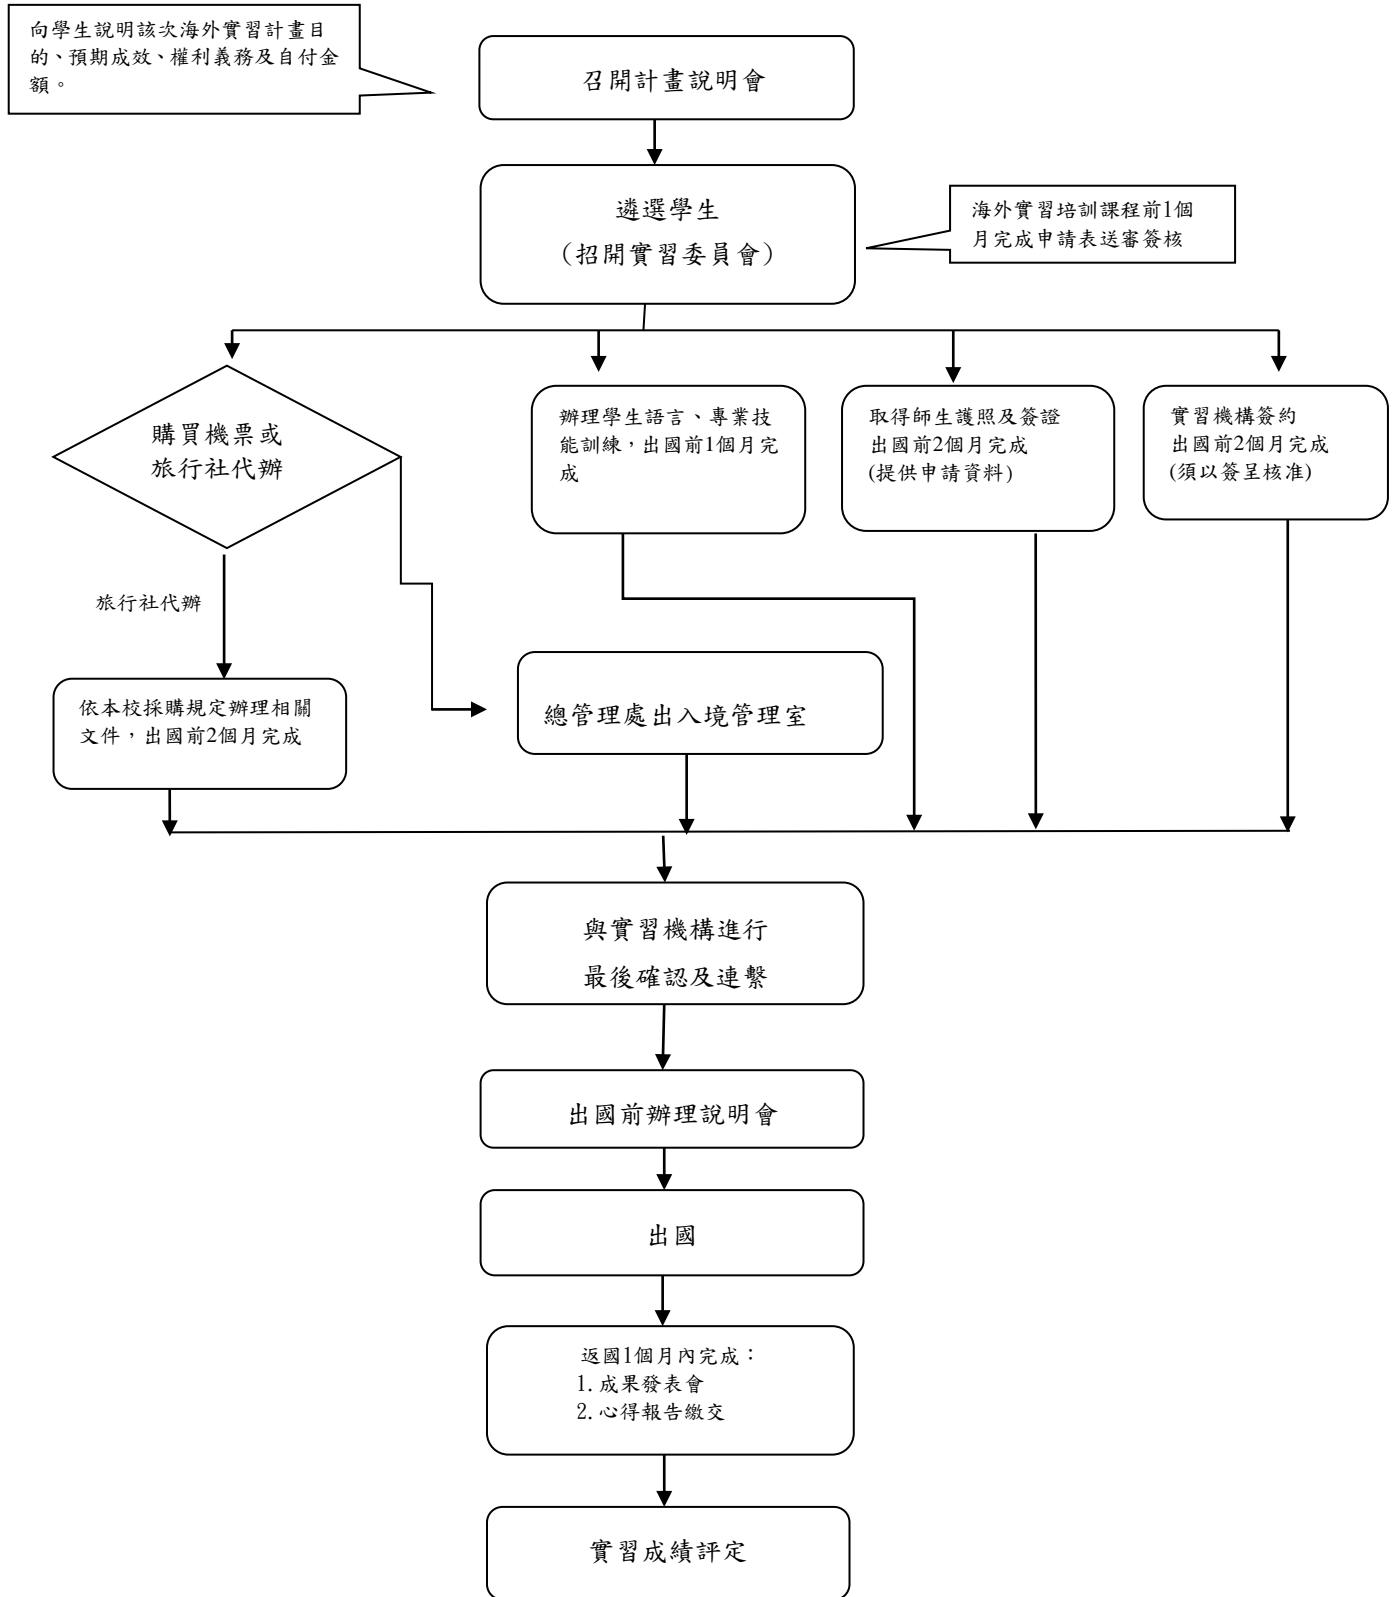 向學生說明該次海外實習計畫目
的、預期成效、權利義務及自付金
額。
召開計畫說明會
遴選學生
（招開實習委員會）
海外實習培訓課程前1個
月完成申請表送審簽核
購買機票或
旅行社代辦
辦理學生語言、專業技
能訓練，出國前1個月完
成
取得師生護照及簽證
出國前2個月完成
(提供申請資料)
實習機構簽約
出國前2個月完成
(須以簽呈核准)
旅行社代辦
依本校採購規定辦理相關
文件，出國前2個月完成
總管理處出入境管理室
與實習機構進行
最後確認及連繫
出國前辦理說明會
出國
返國1個月內完成：
1.成果發表會
2.心得報告繳交
實習成績評定